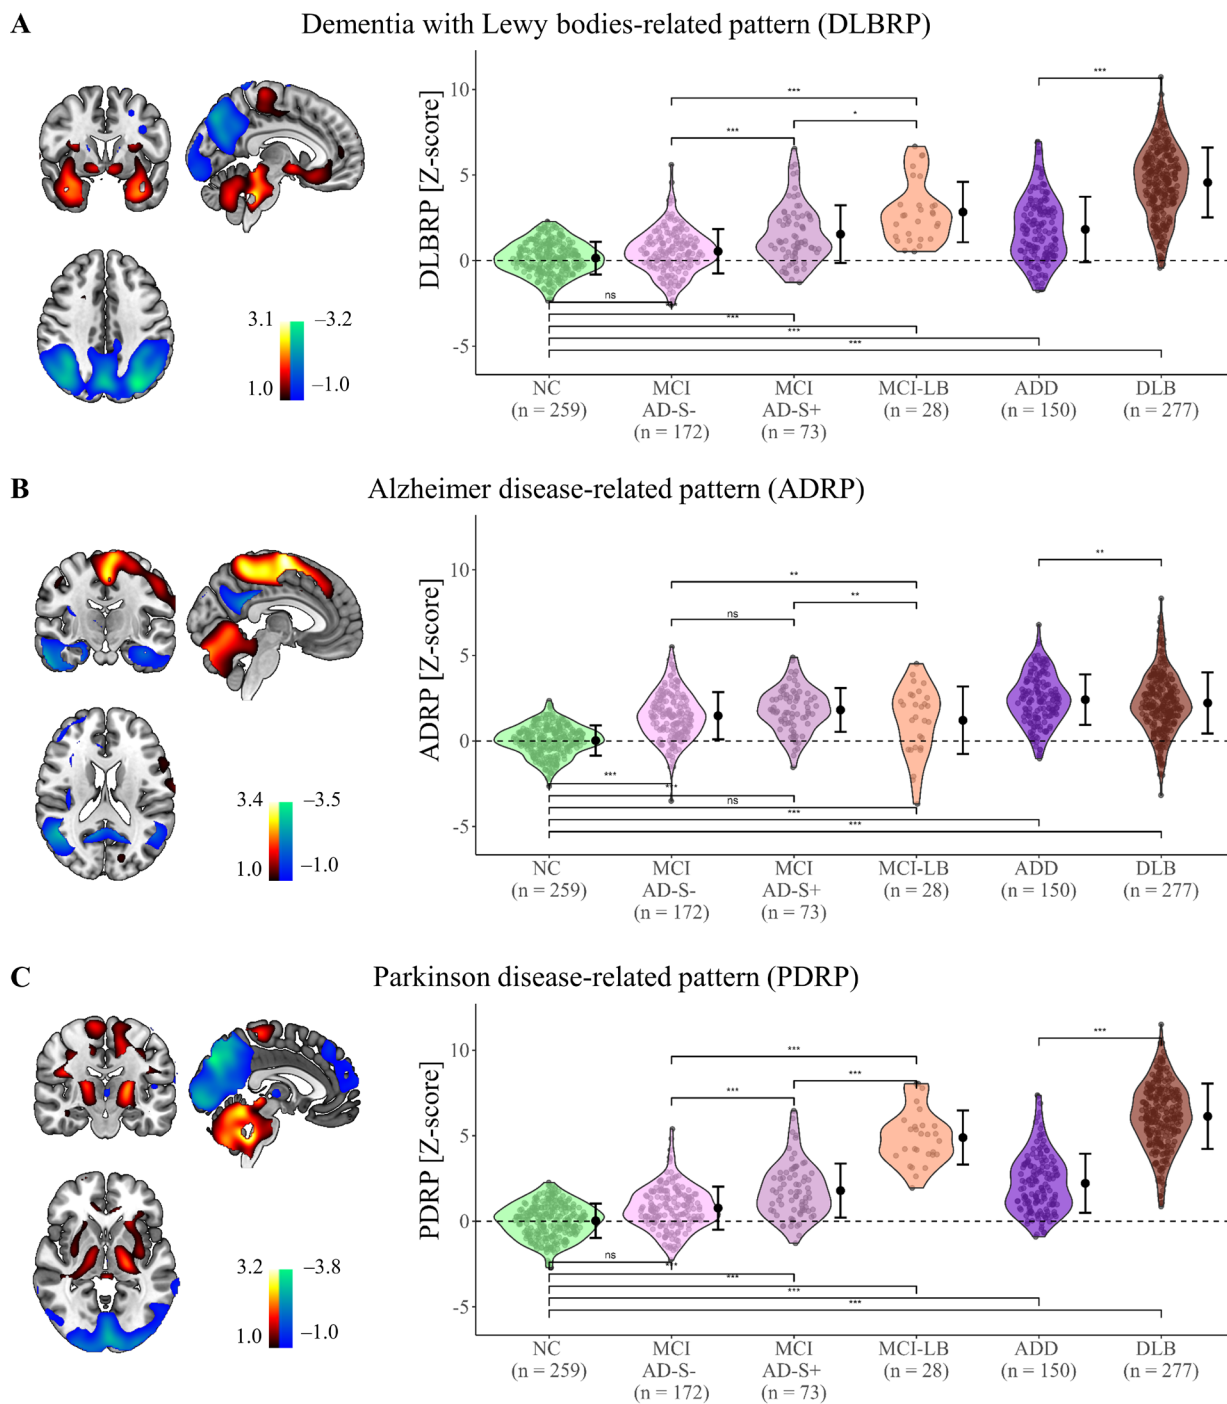 A
Dementia with Lewy bodies-related pattern (DLBRP)
3.1
−3.2
1.0
−1.0
DLBRP [Z-score]
10
5
0
-5
***
***
*
***
ns
***
***
***
***
NC
(n = 259)
MCI
AD-S-
(n = 172)
MCI
AD-S+
(n = 73)
MCI-LB
(n = 28)
ADD
(n = 150)
DLB
(n = 277)
B
Alzheimer disease-related pattern (ADRP)
3.4
−3.5
1.0
−1.0
ADRP [Z-score]
10
5
0
-5
**
**
**
ns
***
***
ns
***
***
NC
(n = 259)
MCI
AD-S-
(n = 172)
MCI
AD-S+
(n = 73)
MCI-LB
(n = 28)
ADD
(n = 150)
DLB
(n = 277)
C
Parkinson disease-related pattern (PDRP)
3.2
−3.8
1.0
−1.0
PDRP [Z-score]
10
5
0
-5
***
***
***
***
ns
***
***
***
***
NC
(n = 259)
MCI
AD-S-
(n = 172)
MCI
AD-S+
(n = 73)
MCI-LB
(n = 28)
ADD
(n = 150)
DLB
(n = 277)